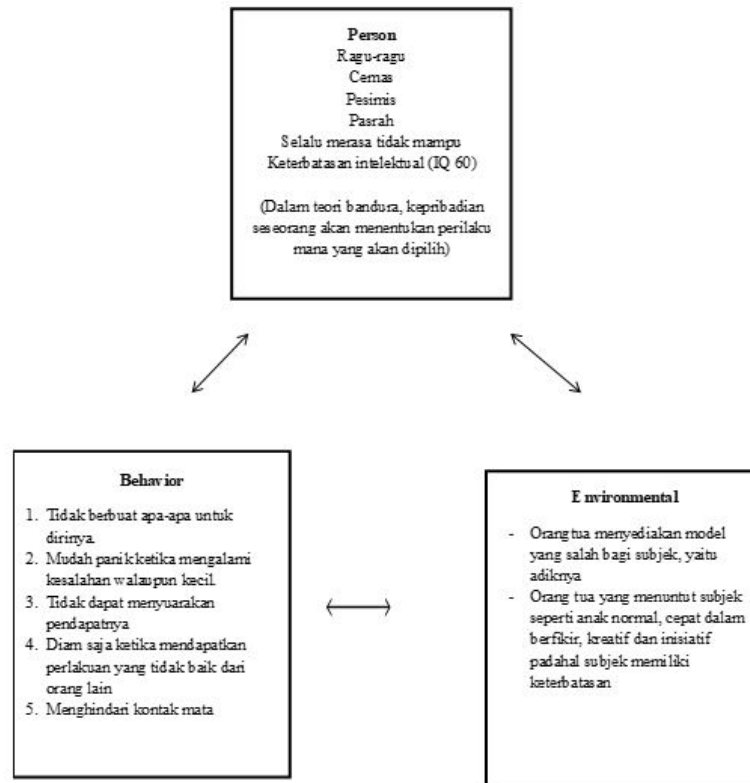 Person
Ragu-ragu
Cemas
Pesimis
Pasrah
Selalu merasa tidak mampu
Keterbatasan intelektual (IQ 60)
(Dalam teori bandura, kepribadian
seseorang akan menentukan perilaku
mana yang akan dipilih)
Behavior
1. Tidak berbuat apa-apa untuk
dirinya.
2. Mudah panik ketika mengalami
kesalahan walaupun kecil.
3. Tidak dapat menyuarakan
pendapatnya
4. Diam saja ketika mendapatkan
perlakuan yang tidak baik dari
orang lain
5. Menghindari kontak mata
Environmental
- Orangtua menyediakan model
yang salah bagi subjek, yaitu
adiknya
- Orang tua yang menuntut subjek
seperti anak normal, cepat dalam
berfikir, kreatif dan inisiatif
padahal subjek memiliki
keterbatasan